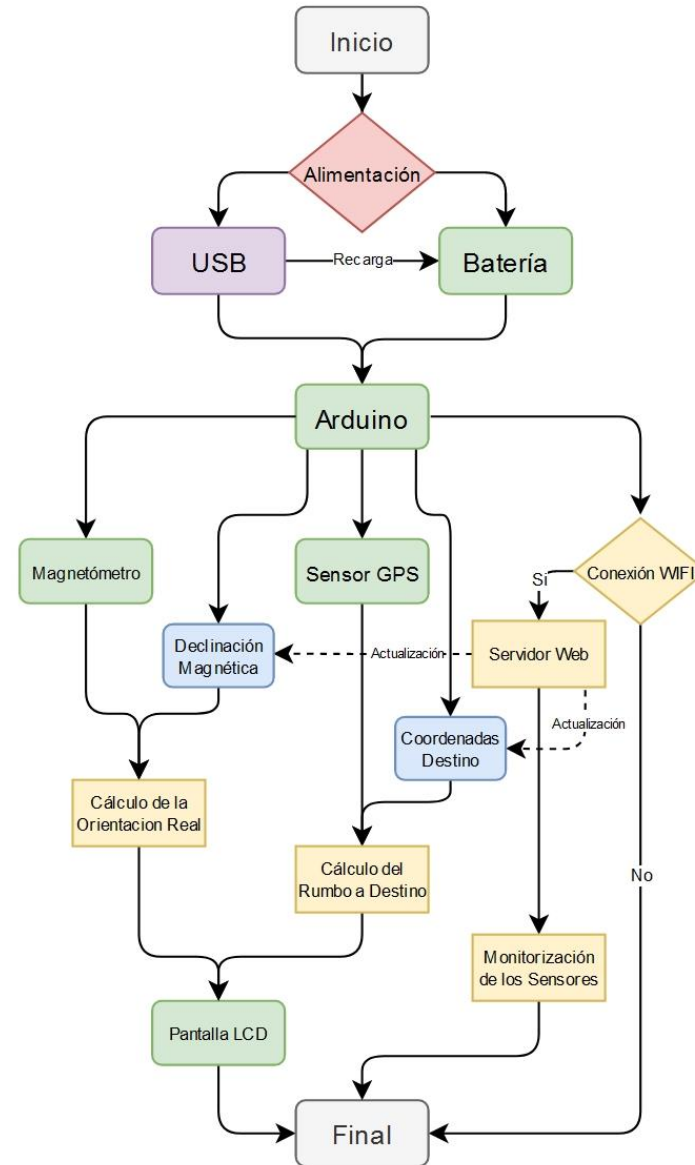 Inicio
Alimentación
USB
Recarga
Batería
Arduino
Magnetómetro
Sensor GPS
Conexión WIFI
Si
Declinación
Magnética
Actualización
Servidor Web
Actualización
Coordenadas
Destino
Cálculo de la
Orientacion Real
Cálculo del
Rumbo a Destino
No
Monitorización
de los Sensores
Pantalla LCD
Final